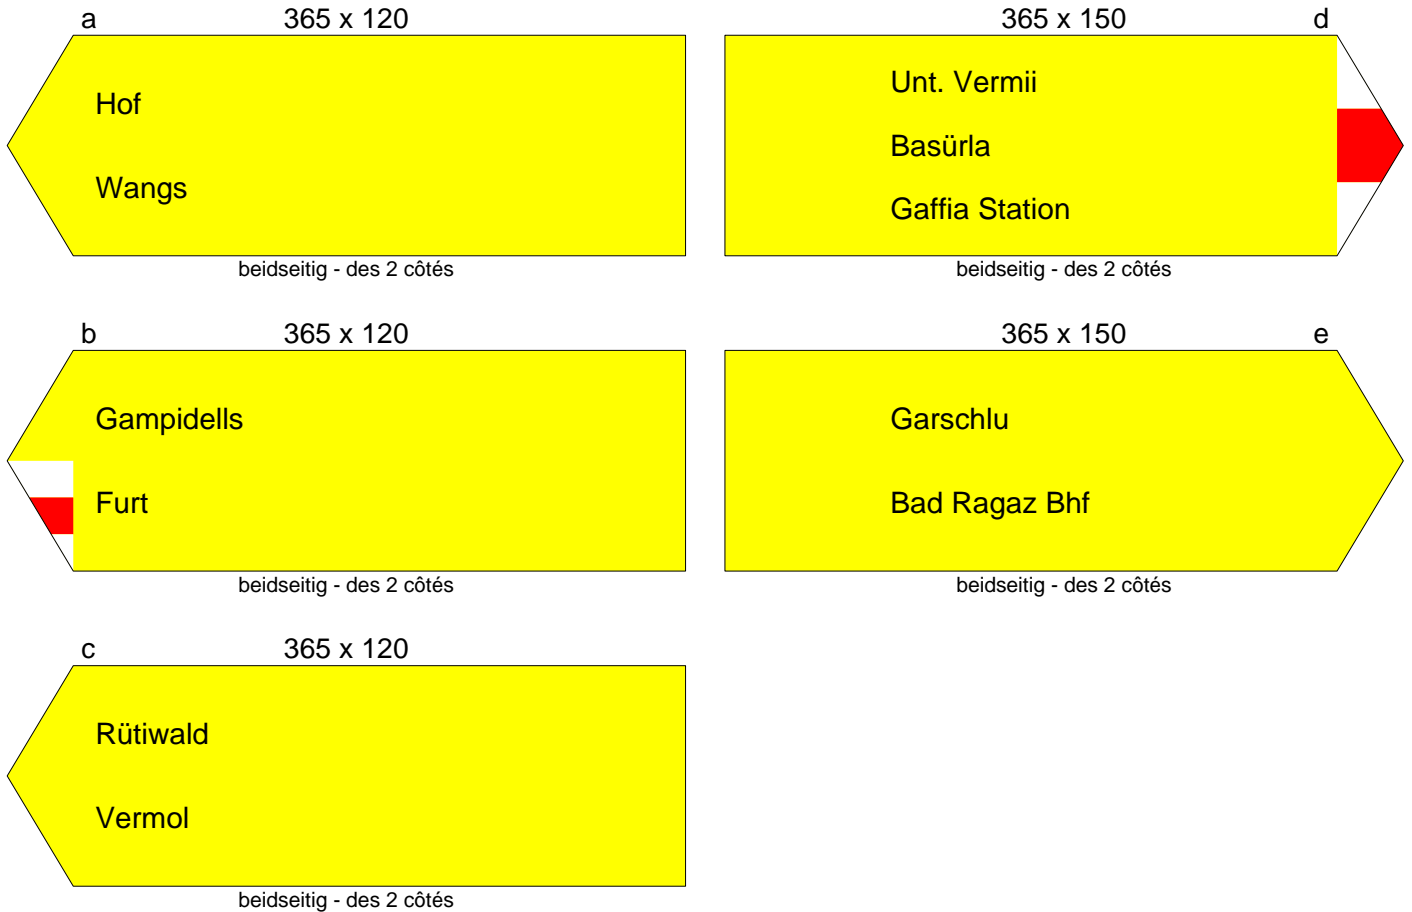 a 365 x 120
Hof
Wangs
beidseitig - des 2 côtés
b 365 x 120
Gampidells
Furt
beidseitig - des 2 côtés
c 365 x 120
Rütiwald
Vermol
beidseitig - des 2 côtés
365 x 150 d
Unt. Vermii
Basürla
Gaffia Station
beidseitig - des 2 côtés
365 x 150 e
Garschlu
Bad Ragaz Bhf
beidseitig - des 2 côtés